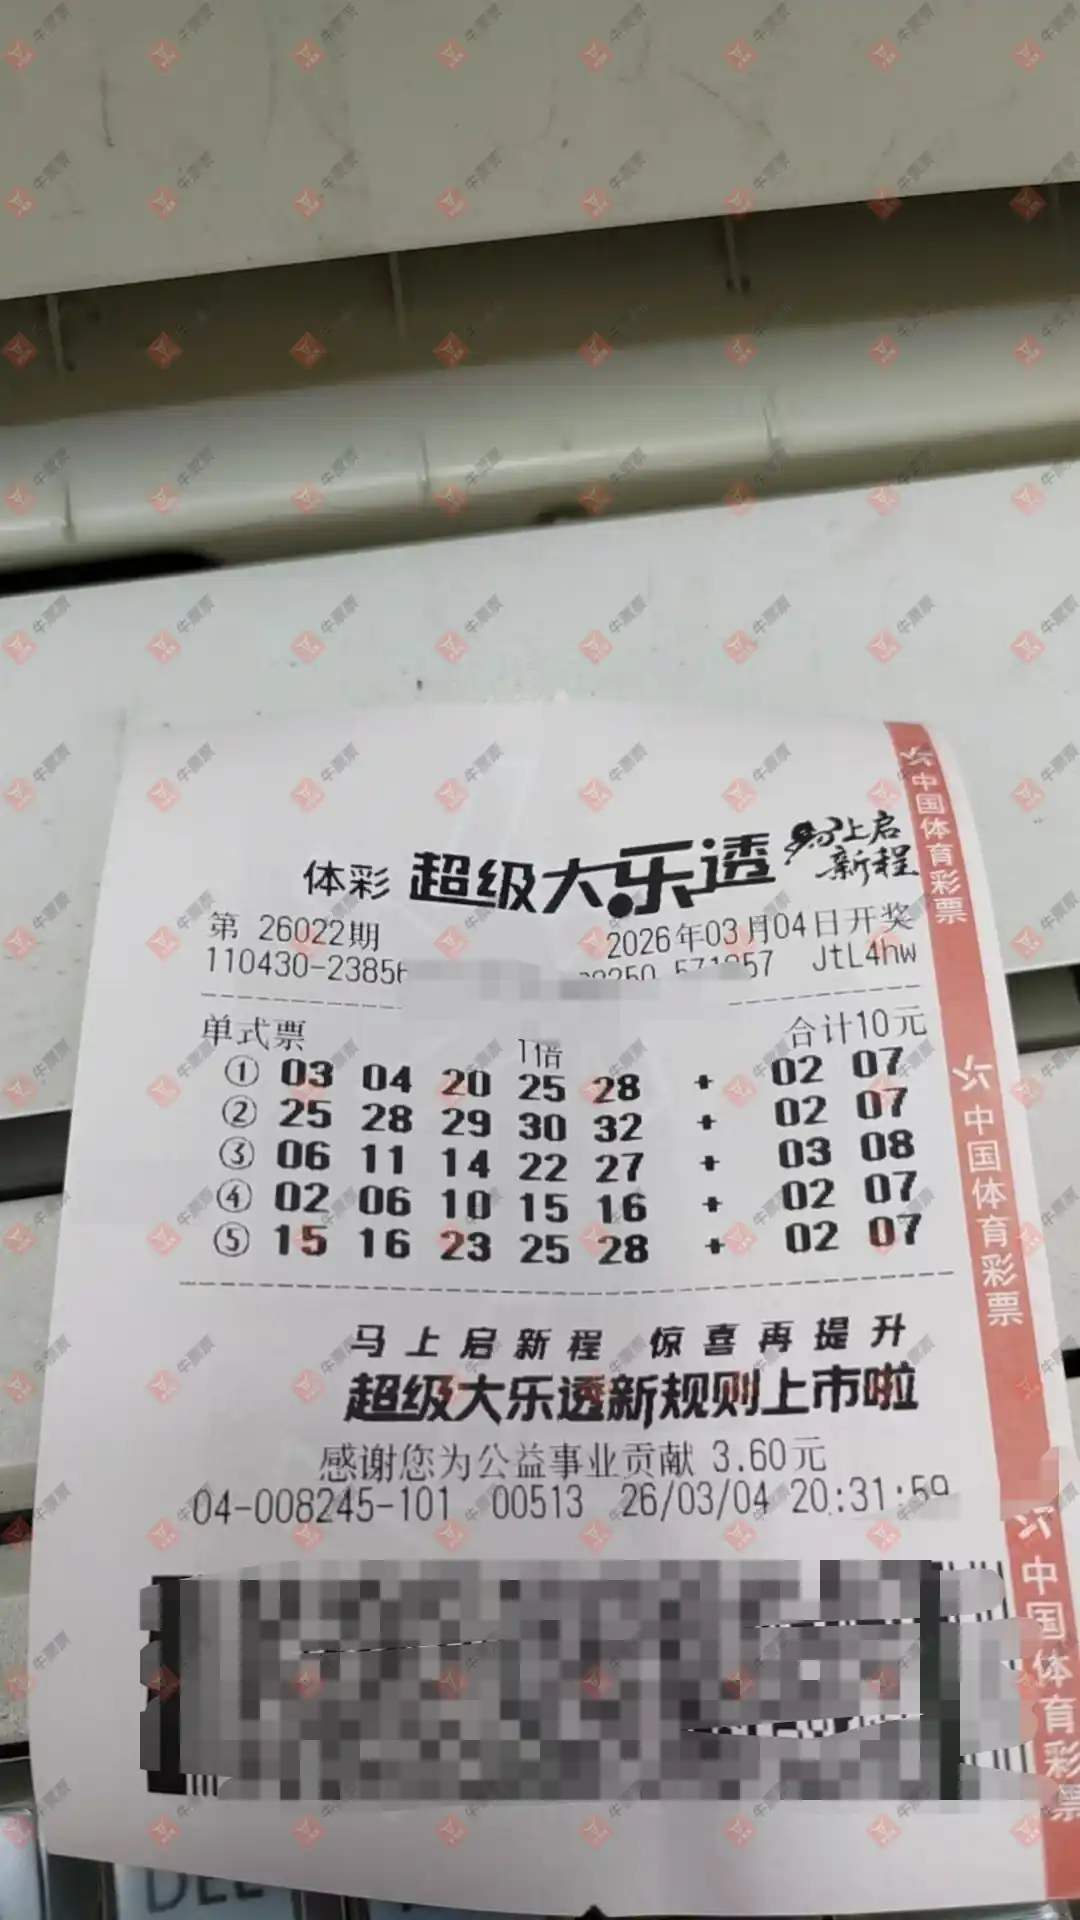 体彩 超级大乐透 马上启新程
第 26022期 2026年03月04日开奖
110430-2385 JtL4hw
单式票 1倍 合计10元
① 03 04 20 25 28 + 02 07
② 25 28 29 30 32 + 02 07
③ 06 11 14 22 27 + 03 08
④ 02 06 10 15 16 + 02 07
⑤ 15 16 23 25 28 + 02 07
马上启新程 惊喜再提升
超级大乐透新规则上市啦
感谢您为公益事业贡献 3.60元
04-008245-101 00513 26/03/04 20:31:59
中国体育彩票
中国体育彩票
中国体育彩票
牛票票